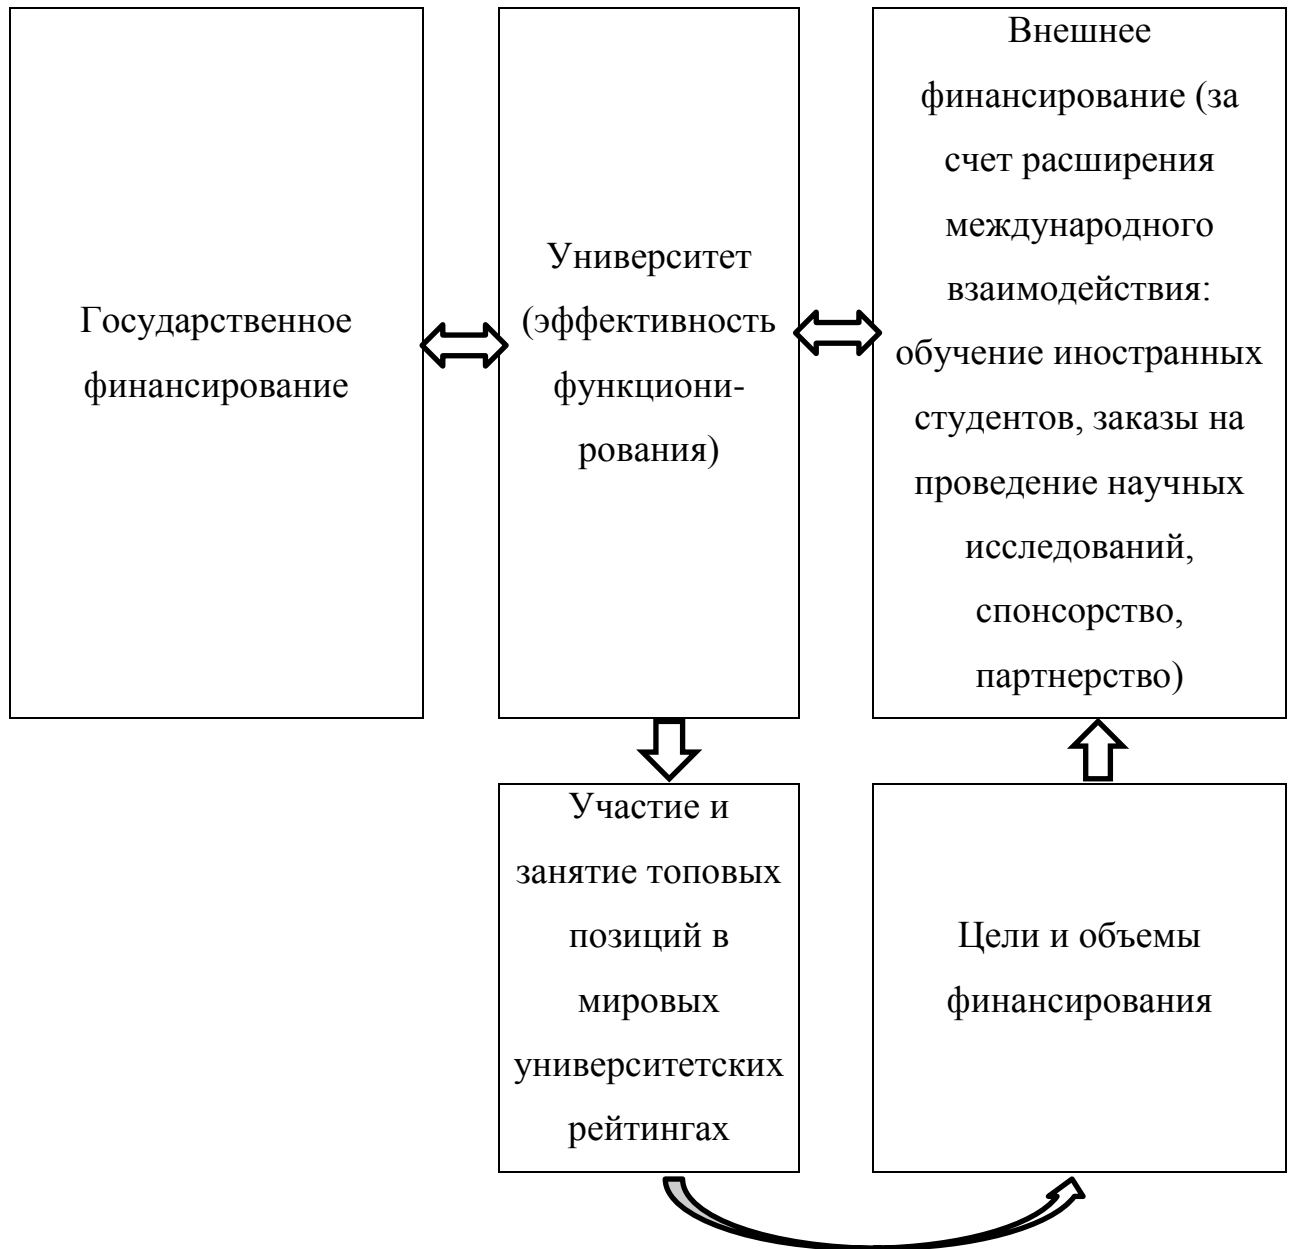 Государственное
финансирование
Университет
(эффективность
функциони-
рования)
Внешнее
финансирование (за
счет расширения
международного
взаимодействия:
обучение иностранных
студентов, заказы на
проведение научных
исследований,
спонсорство,
партнерство)
Участие и
занятие топовых
позиций в
мировых
университетских
рейтингах
Цели и объемы
финансирования